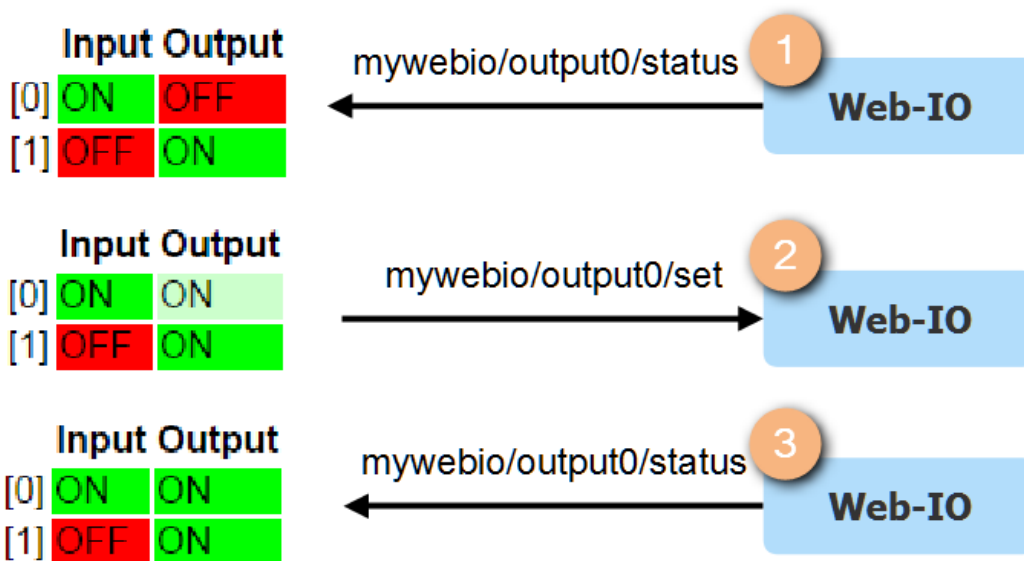 Input Output
[0] ON OFF
[1] OFF ON
mywebio/output0/status
1
Web-IO
Input Output
[0] ON ON
[1] OFF ON
mywebio/output0/set
2
Web-IO
Input Output
[0] ON ON
[1] OFF ON
mywebio/output0/status
3
Web-IO